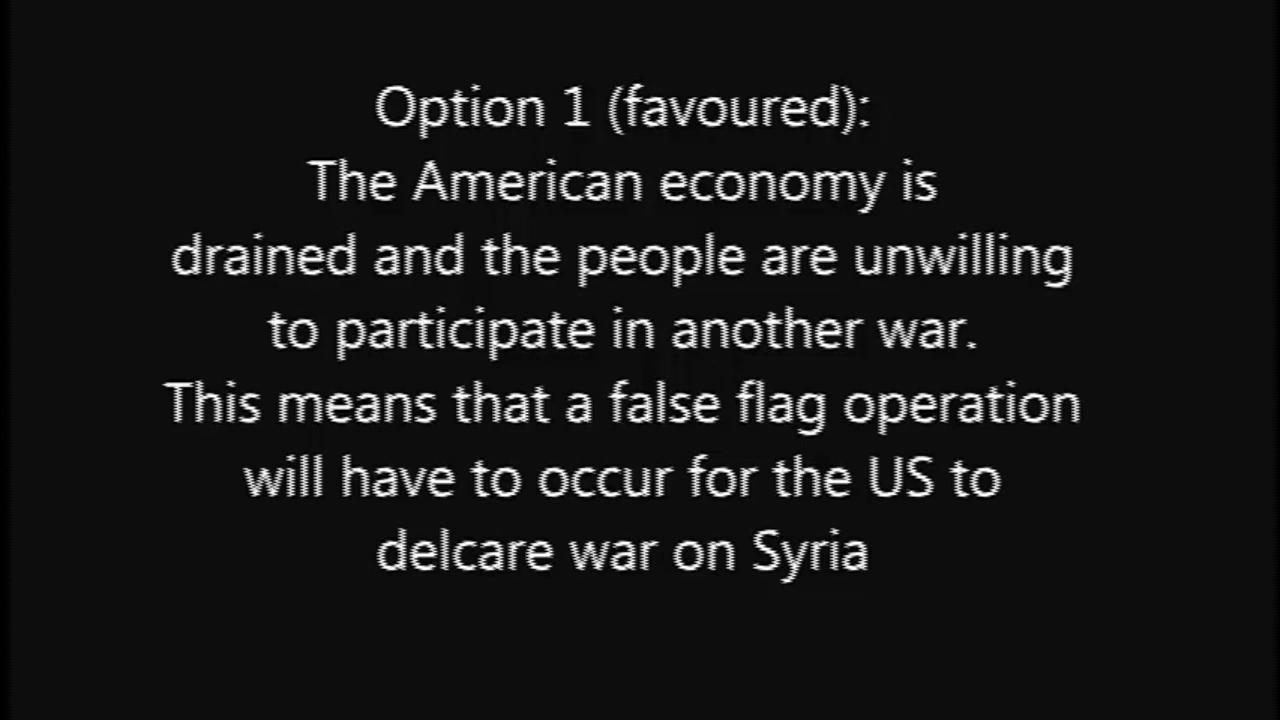 Option 1 (favoured):
The American economy is
drained and the people are unwilling
to participate in another war.
This means that a false flag operation
will have to occur for the US to
delcare war on Syria